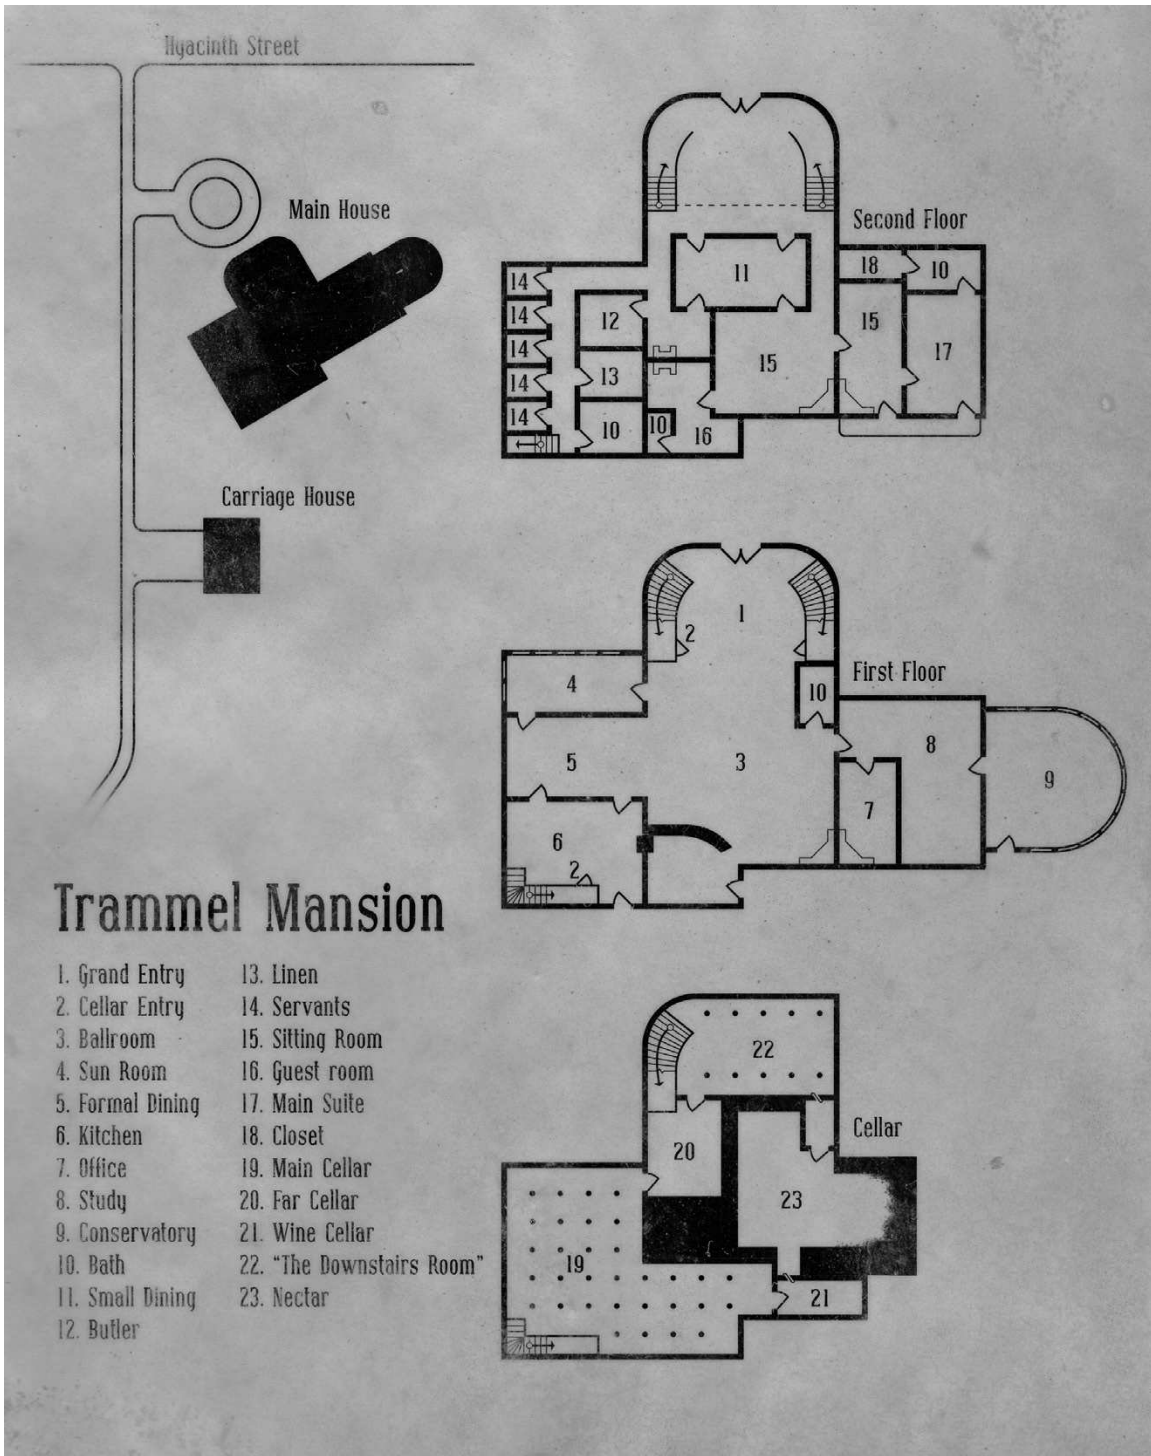 Hyacinth Street
Main House
Second Floor
14
14
14
14
14
12
13
10
10
16
11
15
18
10
15
17
Carriage House
First Floor
1
2
4
10
5
3
8
7
9
6
2
Trammel Mansion
1. Grand Entry
2. Cellar Entry
3. Ballroom
4. Sun Room
5. Formal Dining
6. Kitchen
7. Office
8. Study
9. Conservatory
10. Bath
11. Small Dining
12. Butler
13. Linen
14. Servants
15. Sitting Room
16. Guest room
17. Main Suite
18. Closet
19. Main Cellar
20. Far Cellar
21. Wine Cellar
22. “The Downstairs Room”
23. Nectar
22
Cellar
20
23
19
21